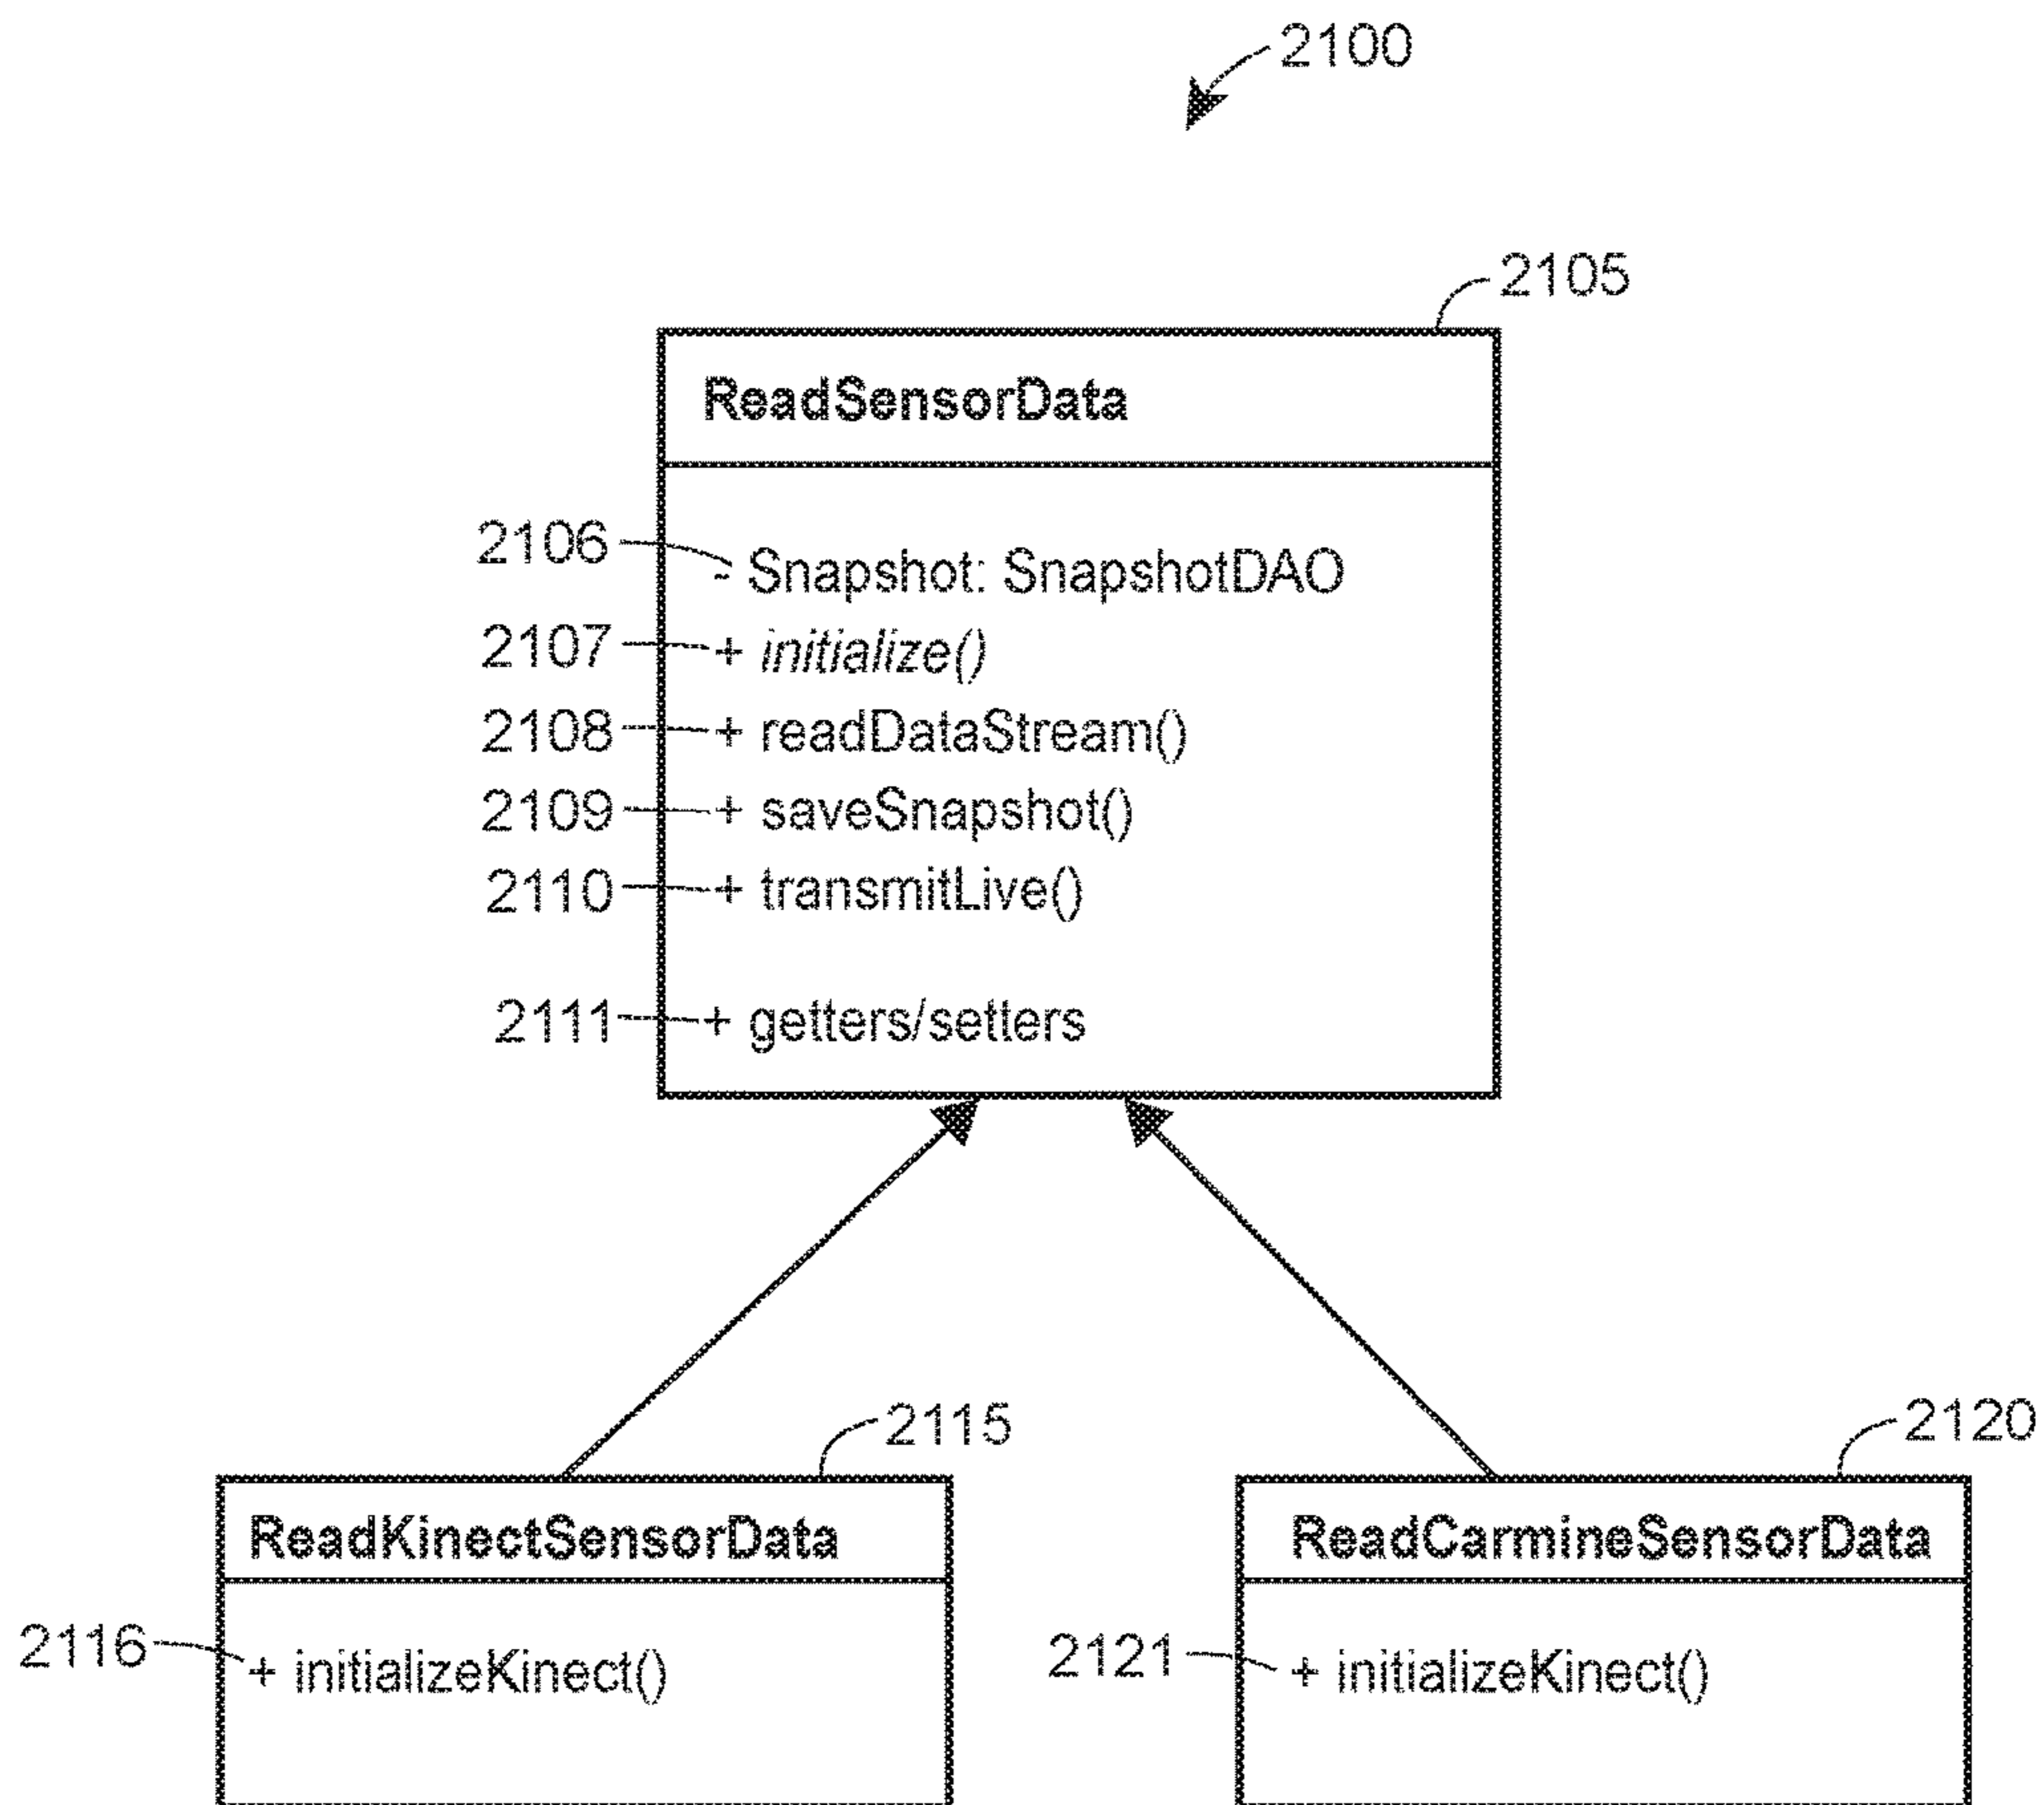 2100
2105
ReadSensorData
2106 - Snapshot: SnapshotDAO
2107 + initialize()
2108 + readDataStream()
2109 + saveSnapshot()
2110 + transmitLive()
2111 + getters/setters
2115
ReadKinectSensorData
2116 + initializeKinect()
2120
ReadCarmineSensorData
2121 + initializeKinect()